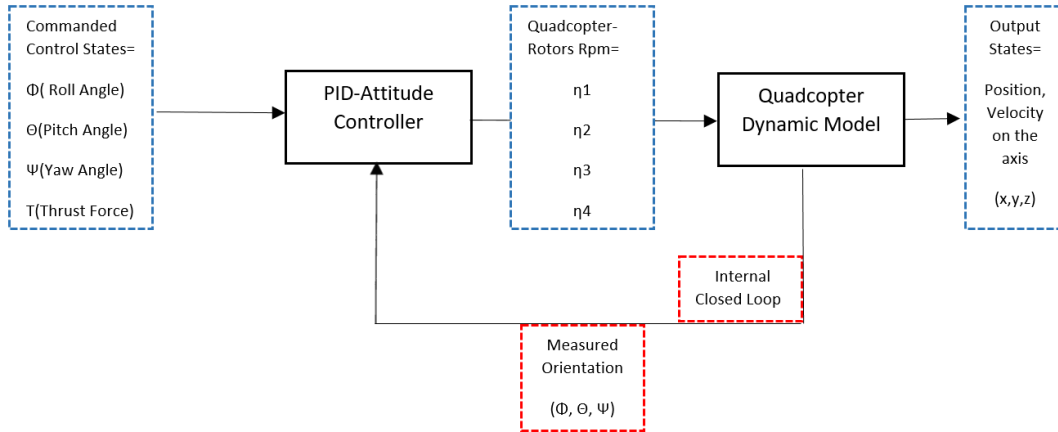 Commanded
Control States=
Φ( Roll Angle)
Θ(Pitch Angle)
Ψ(Yaw Angle)
T(Thrust Force)
PID-Attitude
Controller
Quadcopter-
Rotors Rpm=
η1
η2
η3
η4
Quadcopter
Dynamic Model
Output
States=
Position,
Velocity
on the
axis
(x,y,z)
Internal
Closed Loop
Measured
Orientation
(Φ, Θ, Ψ)